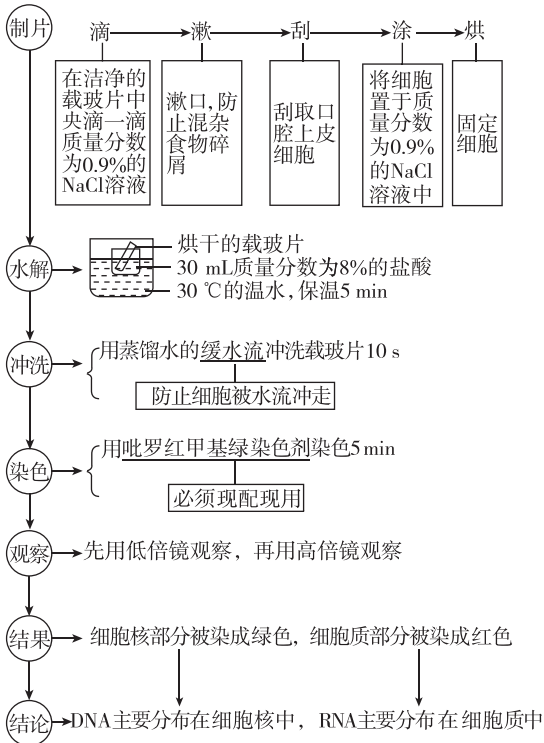 制片
滴
漱
刮
涂
烘
在洁净的
载玻片中
央滴一滴
质量分数
为0.9%的
NaCl溶液
漱口,防
止混杂
食物碎
屑
刮取口
腔上皮
细胞
将细胞
置于质
量分数
为0.9%
的NaCl
溶液中
固定
细胞
水解
烘干的载玻片
30 mL质量分数为8%的盐酸
30 ℃的温水,保温5 min
冲洗
用蒸馏水的缓水流冲洗载玻片10 s
防止细胞被水流冲走
染色
用吡罗红甲基绿染色剂染色5 min
必须现配现用
观察
先用低倍镜观察，再用高倍镜观察
结果
细胞核部分被染成绿色，细胞质部分被染成红色
结论
DNA主要分布在细胞核中，RNA主要分布在细胞质中